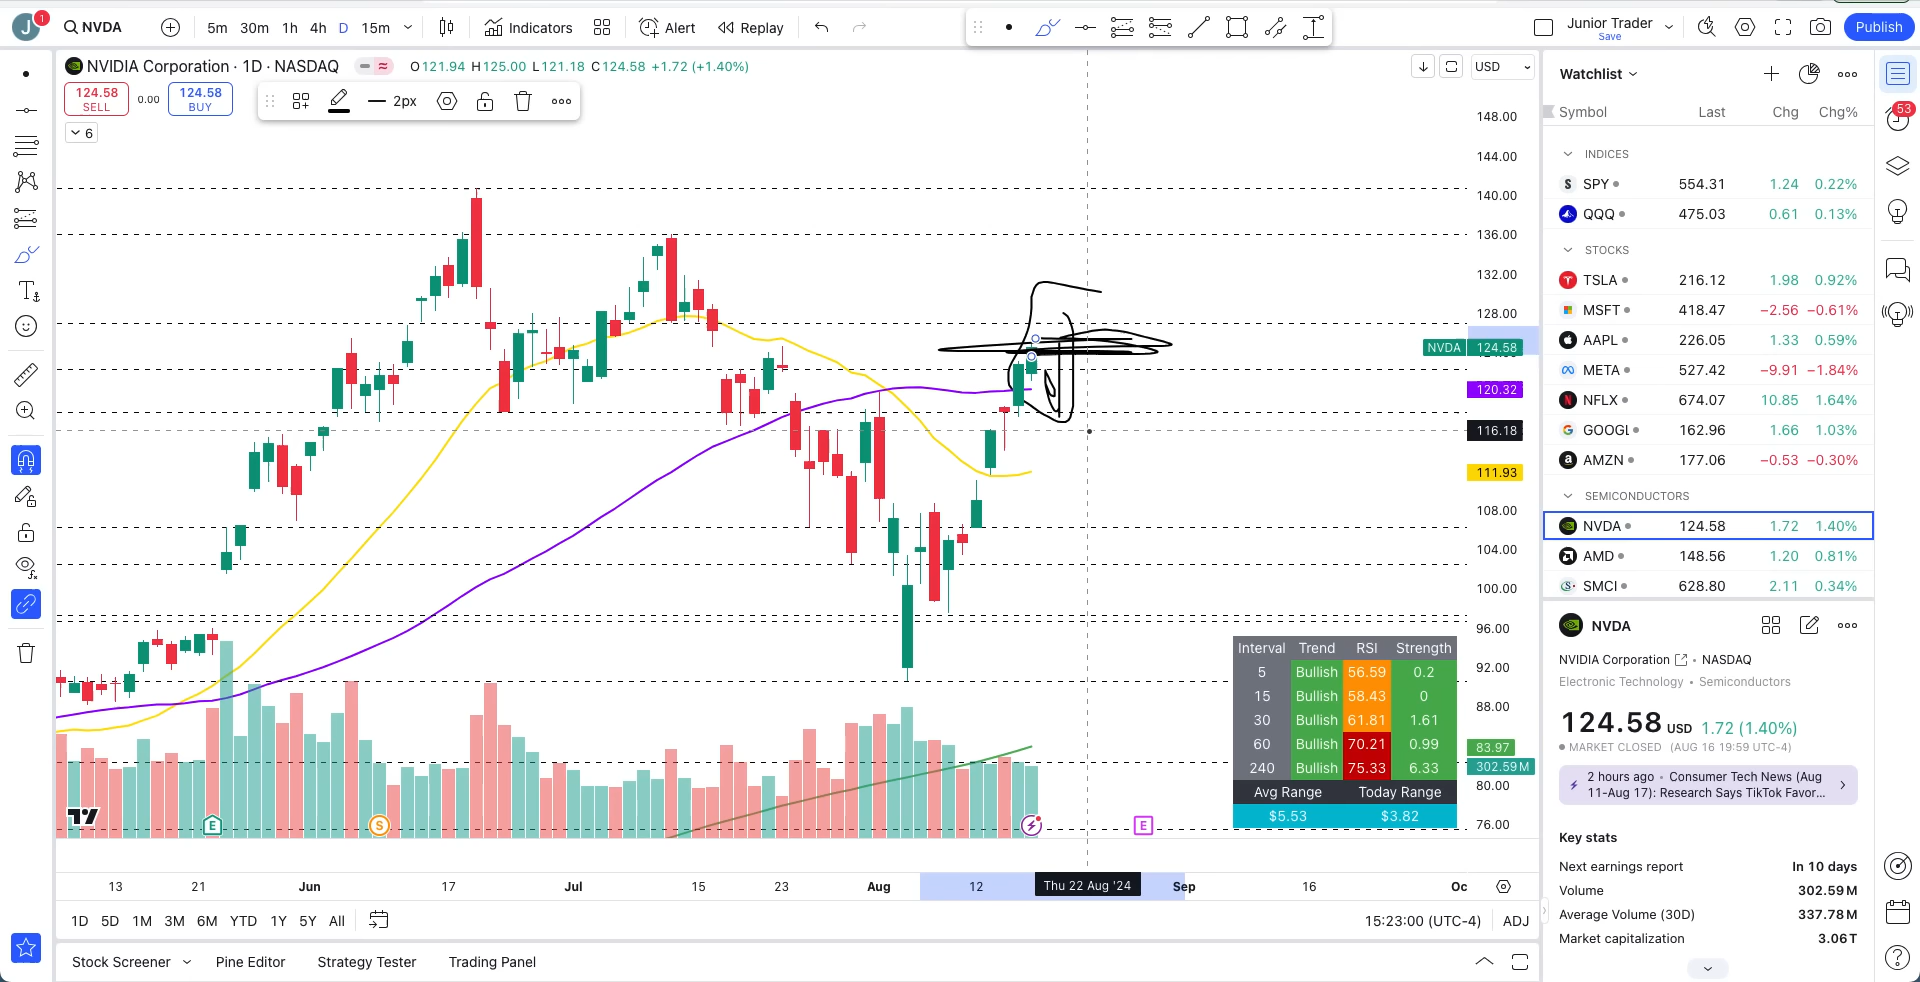 J 1 NVDA 5m 30m 1h 4h D 15m Indicators Alert Replay Junior Trader Save Publish
NVIDIA Corporation · 1D · NASDAQ O121.94 H125.00 L121.18 C124.58 +1.72 (+1.40%) USD
124.58 SELL 0.00 124.58 BUY 2px
6
148.00
144.00
140.00
136.00
132.00
128.00
NVDA 124.58
120.32
116.18
111.93
108.00
104.00
100.00
96.00
92.00
88.00
83.97
302.59M
80.00
76.00
Interval Trend RSI Strength
5 Bullish 56.59 0.2
15 Bullish 58.43 0
30 Bullish 61.81 1.61
60 Bullish 70.21 0.99
240 Bullish 75.33 6.33
Avg Range Today Range
$5.53 $3.82
E S E
13 21 Jun 17 Jul 15 23 Aug 12 Thu 22 Aug '24 Sep 16 Oc
1D 5D 1M 3M 6M YTD 1Y 5Y All 15:23:00 (UTC-4) ADJ
Stock Screener Pine Editor Strategy Tester Trading Panel
Watchlist
Symbol Last Chg Chg%
INDICES
SPY 554.31 1.24 0.22%
QQQ 475.03 0.61 0.13%
STOCKS
TSLA 216.12 1.98 0.92%
MSFT 418.47 −2.56 −0.61%
AAPL 226.05 1.33 0.59%
META 527.42 −9.91 −1.84%
NFLX 674.07 10.85 1.64%
GOOGL 162.96 1.66 1.03%
AMZN 177.06 −0.53 −0.30%
SEMICONDUCTORS
NVDA 124.58 1.72 1.40%
AMD 148.56 1.20 0.81%
SMCI 628.80 2.11 0.34%
NVDA
NVIDIA Corporation • NASDAQ
Electronic Technology • Semiconductors
124.58 USD 1.72 (1.40%)
MARKET CLOSED (AUG 16 19:59 UTC-4)
2 hours ago • Consumer Tech News (Aug
11-Aug 17): Research Says TikTok Favor...
Key stats
Next earnings report In 10 days
Volume 302.59M
Average Volume (30D) 337.78M
Market capitalization 3.06T
53